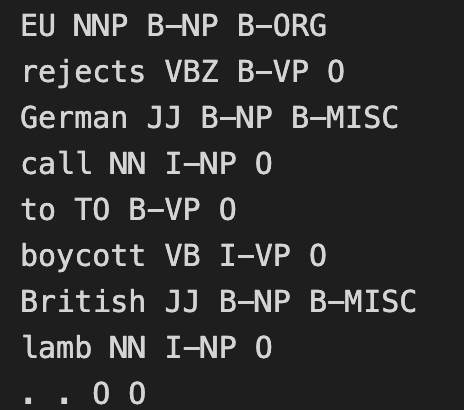 EU NNP B-NP B-ORG
rejects VBZ B-VP O
German JJ B-NP B-MISC
call NN I-NP O
to TO B-VP O
boycott VB I-VP O
British JJ B-NP B-MISC
lamb NN I-NP O
. . O O